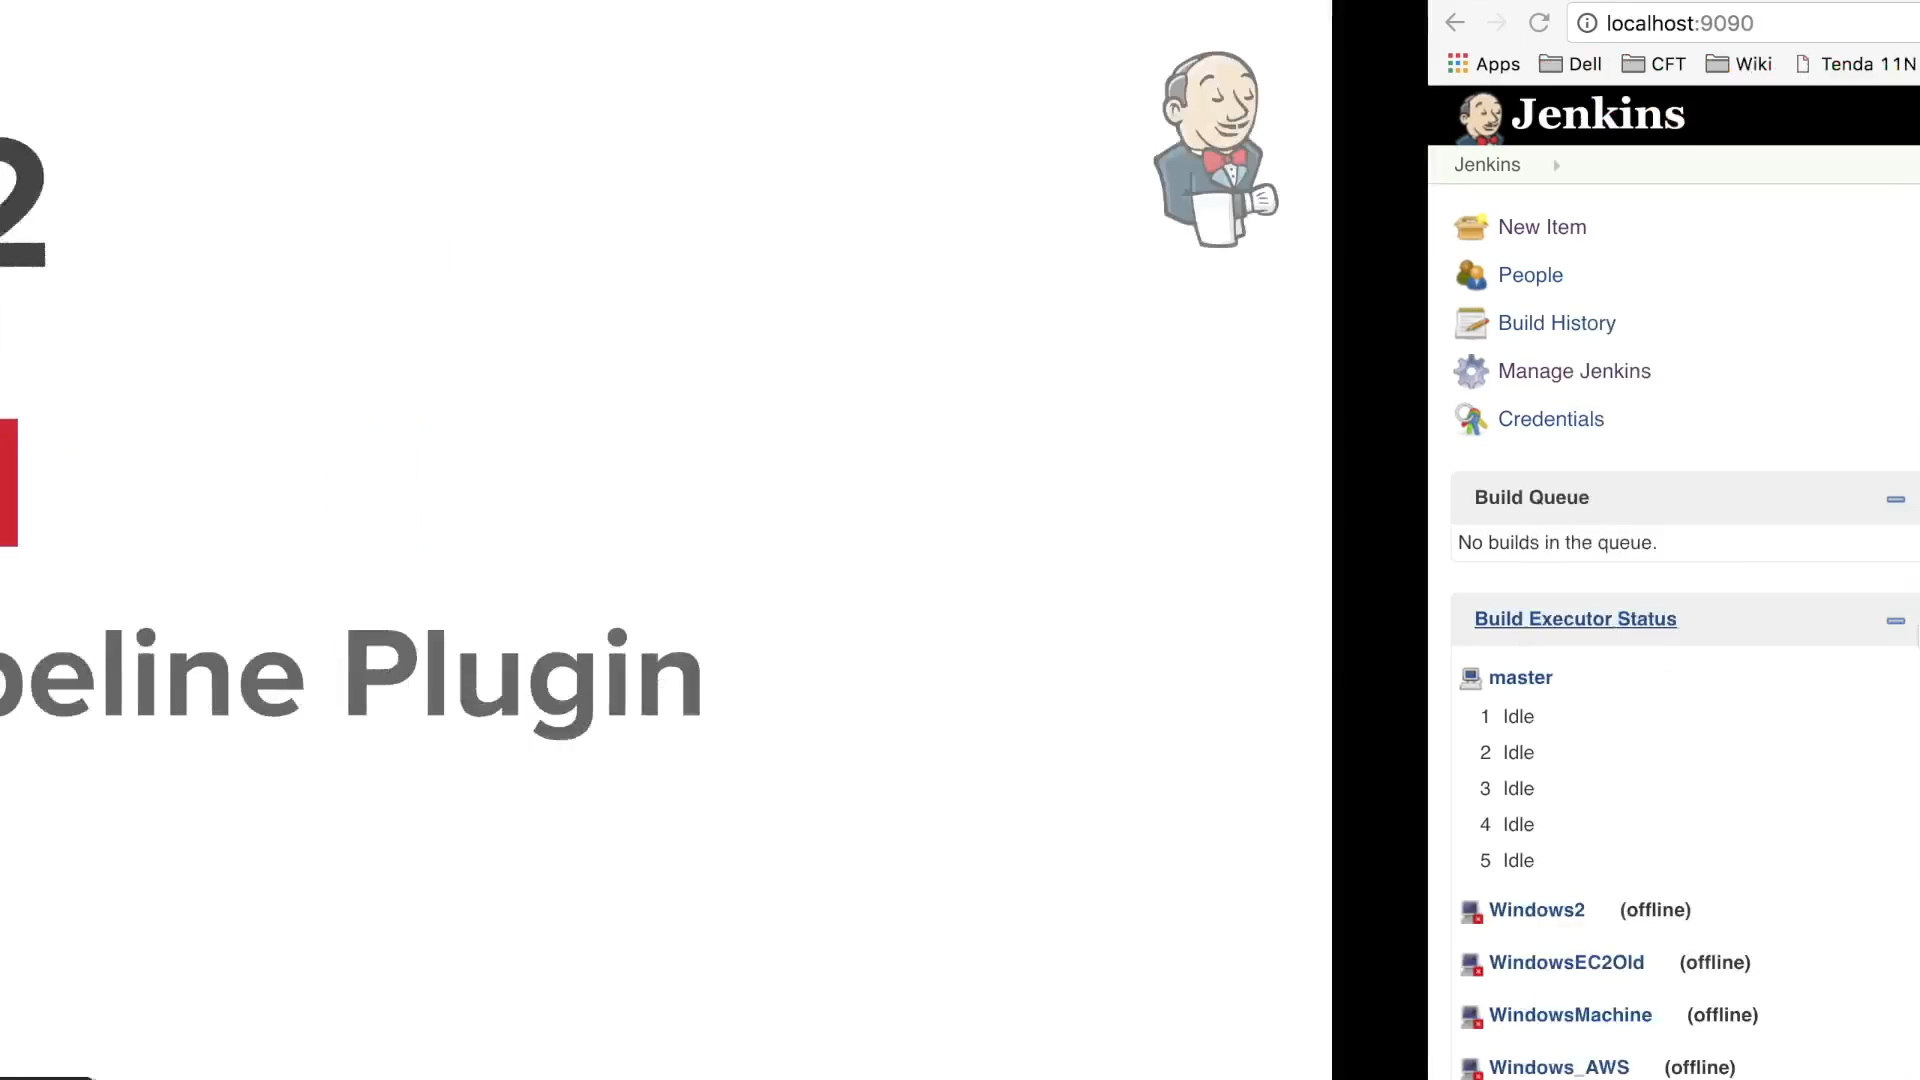 2
peline Plugin
localhost:9090
Apps Dell CFT Wiki Tenda 11N
Jenkins
Jenkins
New Item
People
Build History
Manage Jenkins
Credentials
Build Queue
No builds in the queue.
Build Executor Status
master
1 Idle
2 Idle
3 Idle
4 Idle
5 Idle
Windows2 (offline)
WindowsEC2Old (offline)
WindowsMachine (offline)
Windows_AWS (offline)